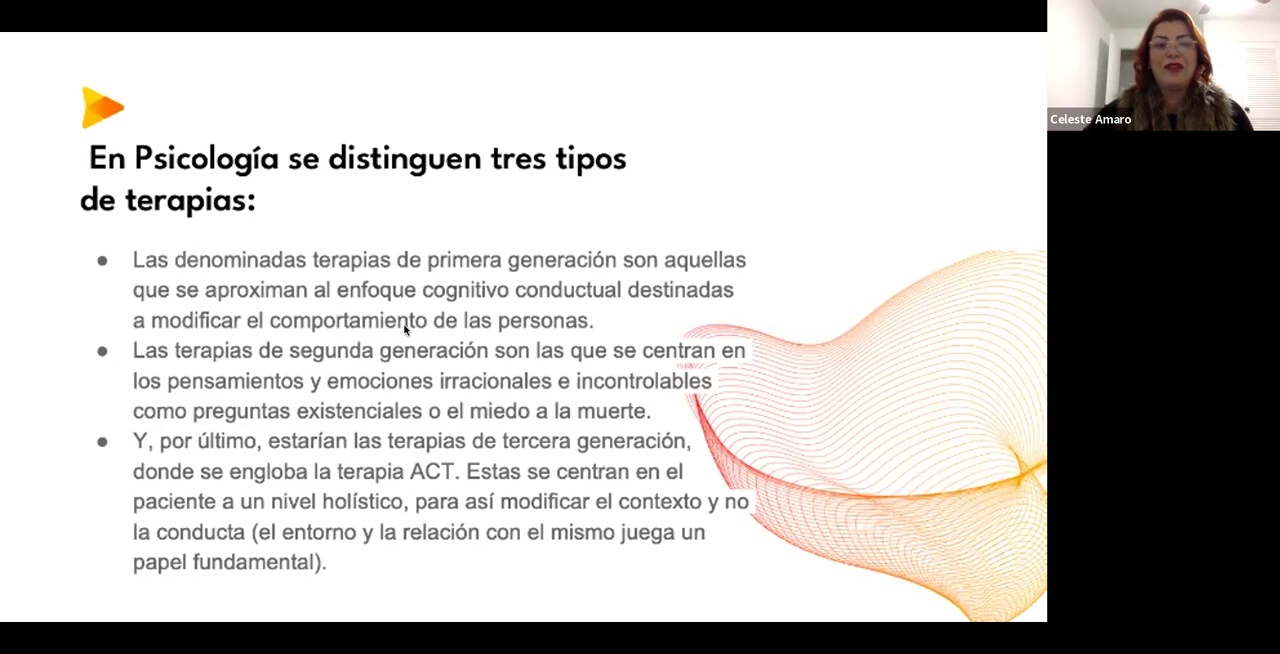 En Psicología se distinguen tres tipos
de terapias:
● Las denominadas terapias de primera generación son aquellas
que se aproximan al enfoque cognitivo conductual destinadas
a modificar el comportamiento de las personas.
● Las terapias de segunda generación son las que se centran en
los pensamientos y emociones irracionales e incontrolables
como preguntas existenciales o el miedo a la muerte.
● Y, por último, estarían las terapias de tercera generación,
donde se engloba la terapia ACT. Estas se centran en el
paciente a un nivel holístico, para así modificar el contexto y no
la conducta (el entorno y la relación con el mismo juega un
papel fundamental).
Celeste Amaro